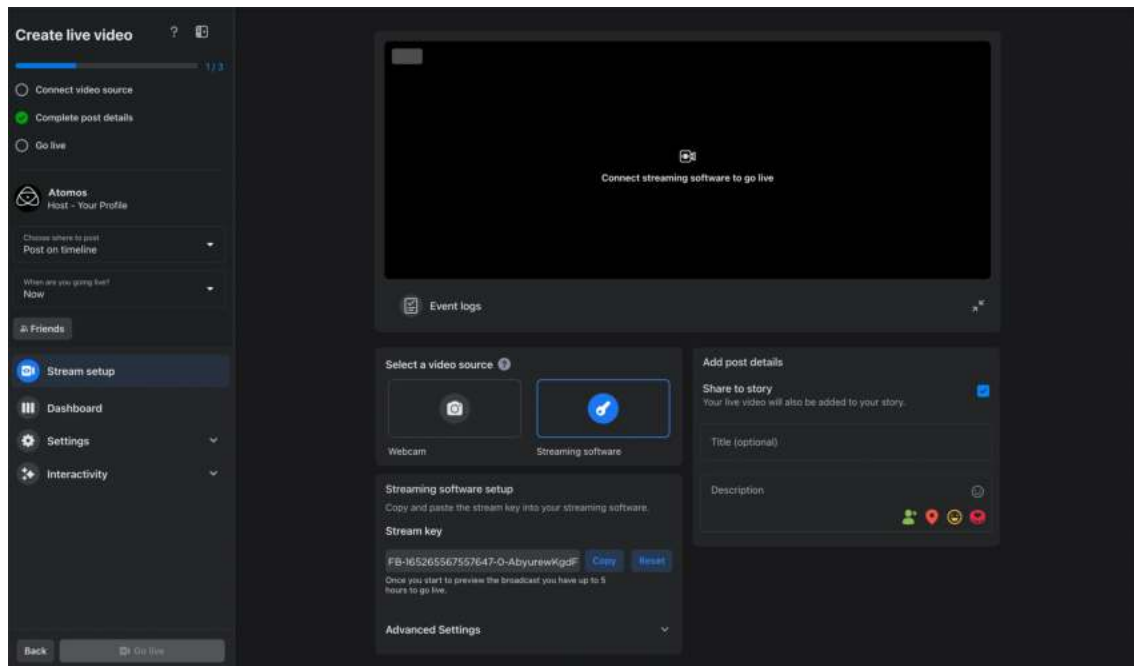 Create live video
?
1 / 3
Connect video source
Complete post details
Go live
Atomos
Host - Your Profile
Choose where to post
Post on timeline
When are you going live?
Now
Friends
Stream setup
Dashboard
Settings
Interactivity
Back
Go live
Connect streaming software to go live
Event logs
Select a video source ?
Webcam
Streaming software
Streaming software setup
Copy and paste the stream key into your streaming software.
Stream key
FB-165265567557647-0-AbyurewKgdF
Copy
Reset
Once you start to preview the broadcast you have up to 5
hours to go live.
Advanced Settings
Add post details
Share to story
Your live video will also be added to your story.
Title (optional)
Description